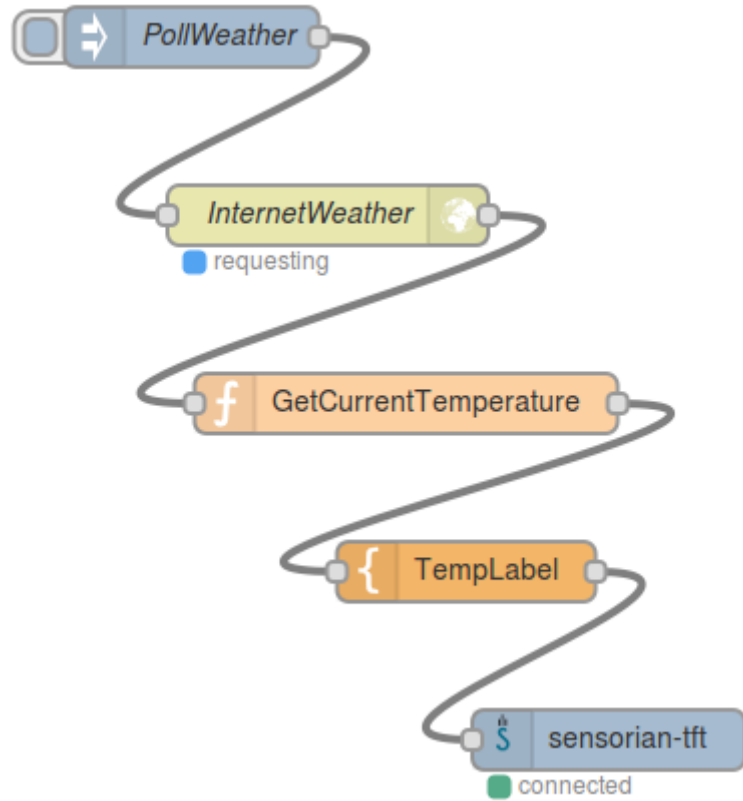 PollWeather
InternetWeather
requesting
GetCurrentTemperature
TempLabel
sensorian-tft
connected